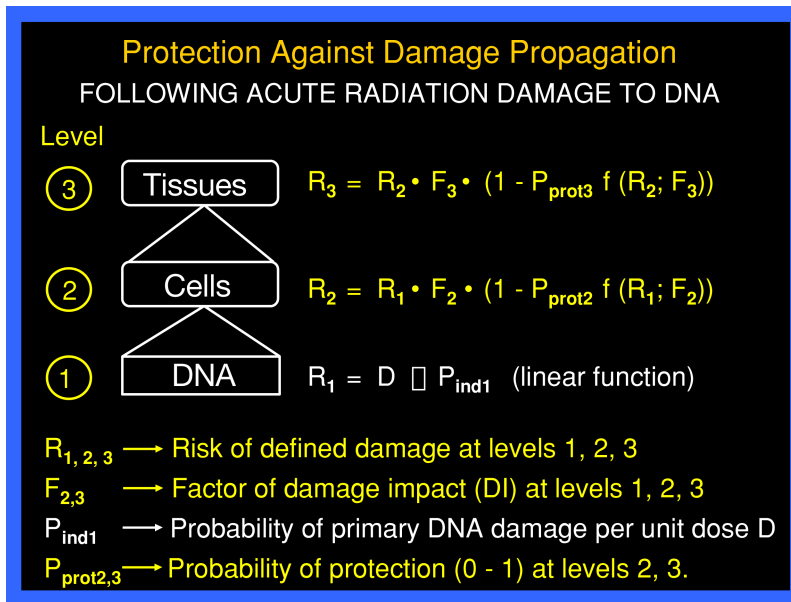 Protection Against Damage Propagation
FOLLOWING ACUTE RADIATION DAMAGE TO DNA
Level
3 Tissues R3 = R2 • F3 • (1 - Pprot3 f (R2; F3))
2 Cells R2 = R1 • F2 • (1 - Pprot2 f (R1; F2))
1 DNA R1 = D ▯ Pind1 (linear function)
R1, 2, 3 → Risk of defined damage at levels 1, 2, 3
F2,3 → Factor of damage impact (DI) at levels 1, 2, 3
Pind1 → Probability of primary DNA damage per unit dose D
Pprot2,3 → Probability of protection (0 - 1) at levels 2, 3.